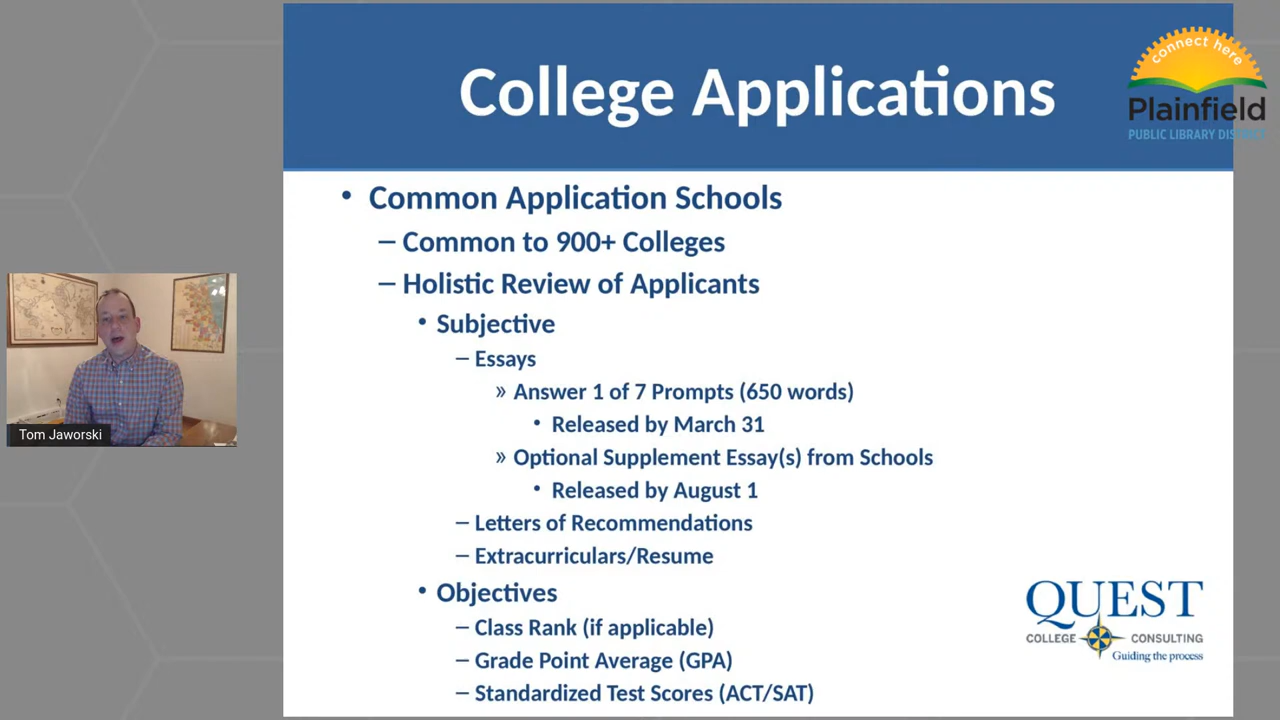 College Applications
connect here
Plainfield
PUBLIC LIBRARY DISTRICT
• Common Application Schools
– Common to 900+ Colleges
– Holistic Review of Applicants
• Subjective
– Essays
» Answer 1 of 7 Prompts (650 words)
• Released by March 31
» Optional Supplement Essay(s) from Schools
• Released by August 1
– Letters of Recommendations
– Extracurriculars/Resume
• Objectives
– Class Rank (if applicable)
– Grade Point Average (GPA)
– Standardized Test Scores (ACT/SAT)
Tom Jaworski
QUEST
COLLEGE CONSULTING
Guiding the process